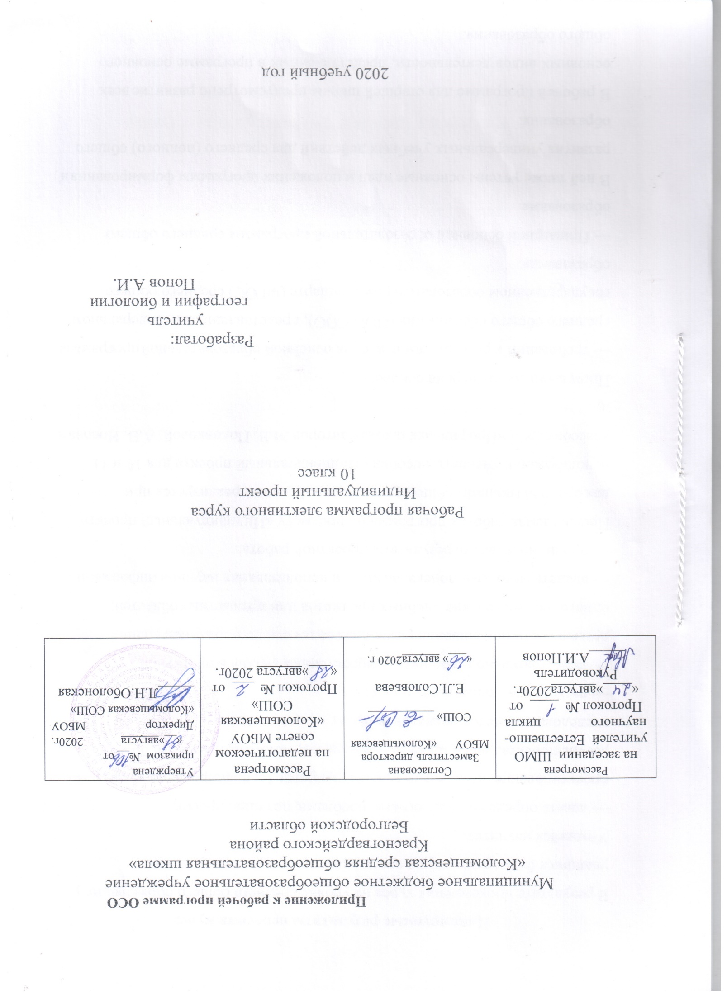 Приложение к рабочей программе ОСО
Муниципальное бюджетное общеобразовательное учреждение
«Коломыцевская средняя общеобразовательная школа»
Красногвардейского района
Белгородской области
Рассмотрена
на заседании ШМО
учителей Естественно-
научного цикла
Протокол № 1 от
«24» августа2020г.
Руководитель
А.И.Попов
Согласована
Заместитель директора
МБОУ «Коломыцевская
СОШ»
Е.Л.Соловьева
«26» августа2020 г.
Рассмотрена
на педагогическом
совете МБОУ
«Коломыцевская
СОШ»
Протокол № 2 от
«28» августа 2020г.
Утверждена
приказом № 106 от
«31»августа 2020г.
Директор МБОУ
«Коломыцевская СОШ»
Л.Н.Оболонская
Рабочая программа элективного курса
Индивидуальный проект
10 класс
Разработал:
учитель
географии и биологии
Попов А.И.
2020 учебный год